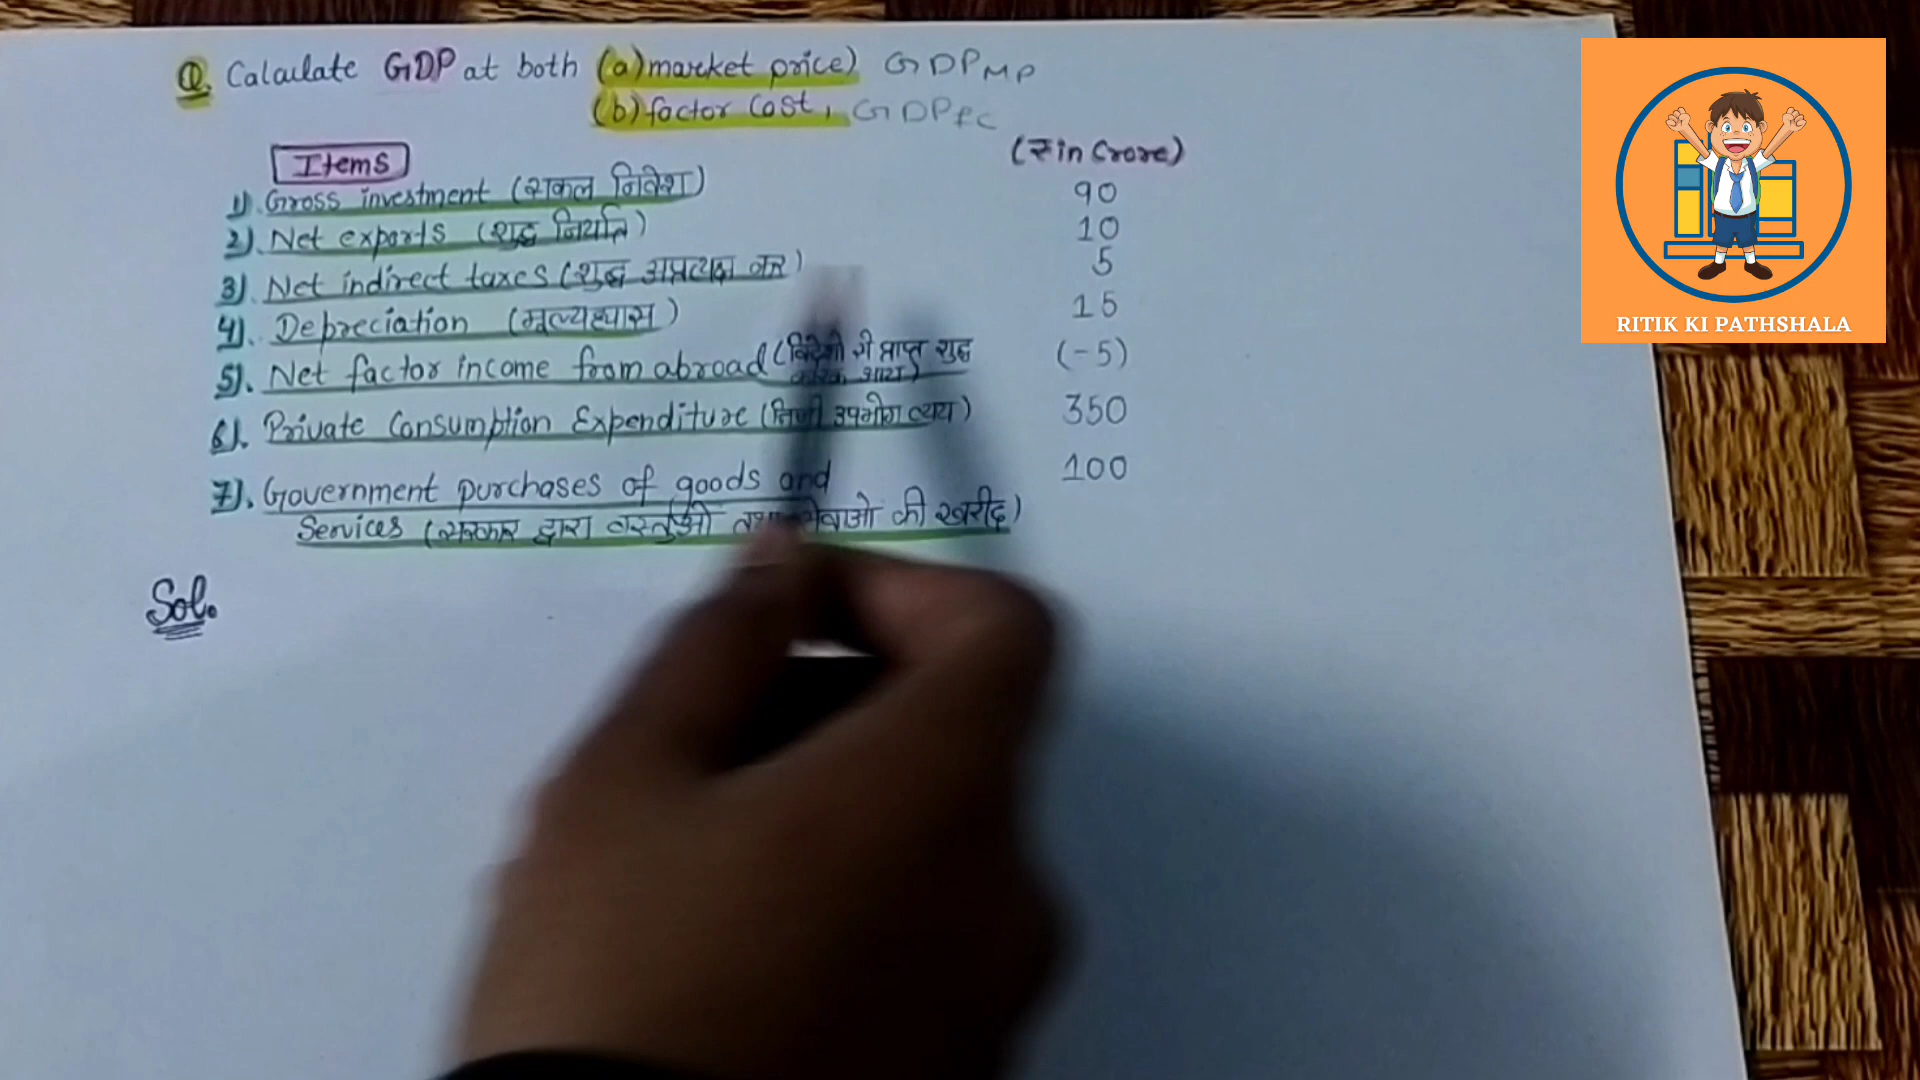 Q. Calculate GDP at both (a) market price) GDPMP
(b) factor Cost, GDPfc
Items (₹ in Crore)
1). Gross investment (सकल निवेश) 90
2). Net exports (शुद्ध निर्यात) 10
3). Net indirect taxes (शुद्ध अप्रत्यक्ष कर) 5
4). Depreciation (मूल्यह्रास) 15
5). Net factor income from abroad (विदेशों से प्राप्त शुद्ध (-5)
कारक आय)
6). Private Consumption Expenditure (निजी उपभोग व्यय) 350
7). Government purchases of goods and 100
Services (सरकार द्वारा वस्तुओं तथा सेवाओं की खरीद)
Sol.
RITIK KI PATHSHALA